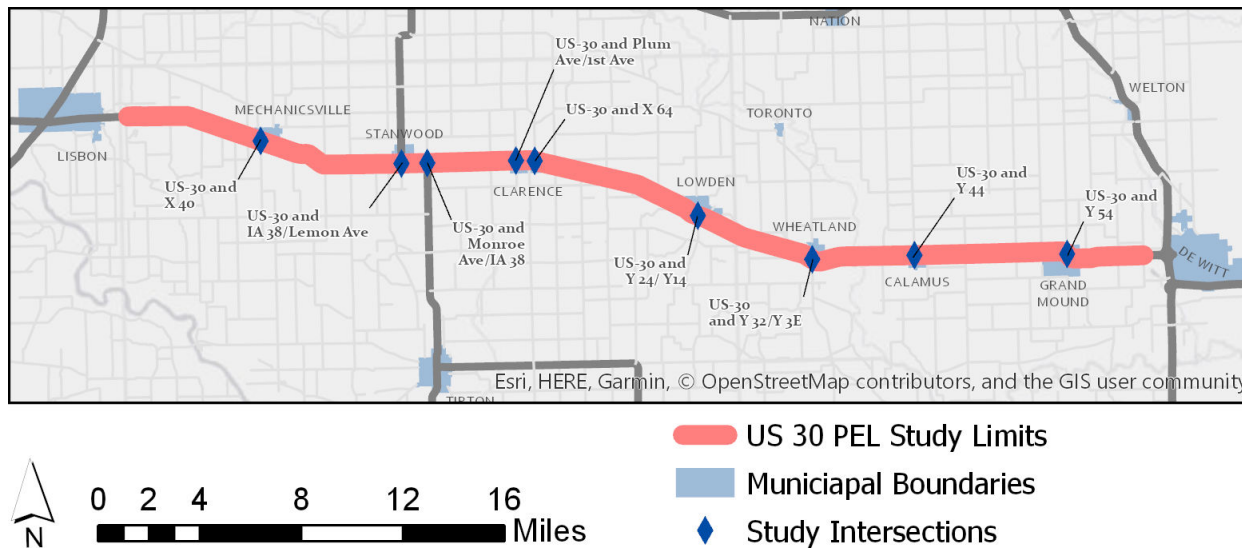 NATION
US-30 and Plum
Ave/1st Ave
WELTON
MECHANICSVILLE
US-30 and X 64
TORONTO
STANWOOD
LISBON
US-30 and
Y 44
CLARENCE
LOWDEN
US-30 and
X 40
US-30 and
Y 54
US-30 and
IA 38/Lemon Ave
WHEATLAND
US-30 and
Monroe
Ave/IA 38
DE WITT
US-30 and
Y 24/ Y14
CALAMUS
GRAND
MOUND
US-30
and Y 32/Y 3E
Esri, HERE, Garmin, © OpenStreetMap contributors, and the GIS user community
TIPTON
US 30 PEL Study Limits
Municiapal Boundaries
Study Intersections
N
0 2 4 8 12 16
Miles